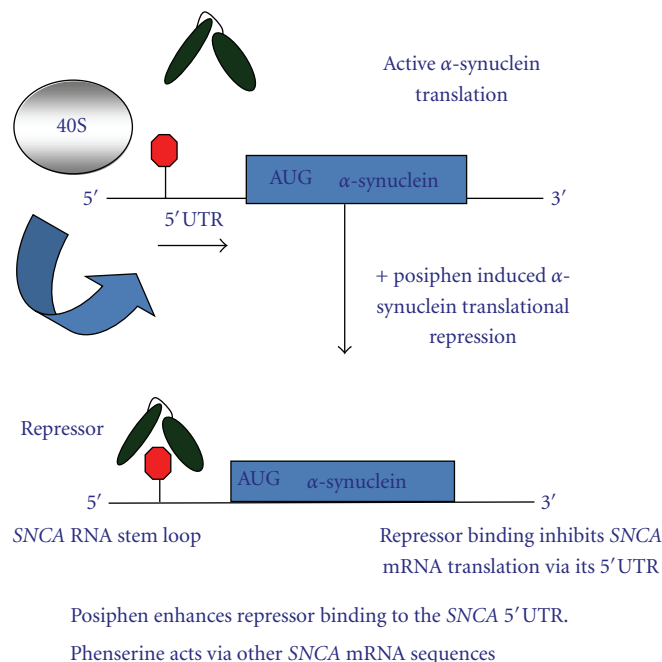 Active α-synuclein
translation
40S
AUG α-synuclein
5′
3′
5′UTR
+ posiphen induced α-
synuclein translational
repression
Repressor
AUG α-synuclein
5′
3′
SNCA RNA stem loop
Repressor binding inhibits SNCA
mRNA translation via its 5′UTR
Posiphen enhances repressor binding to the SNCA 5′UTR.
Phenserine acts via other SNCA mRNA sequences